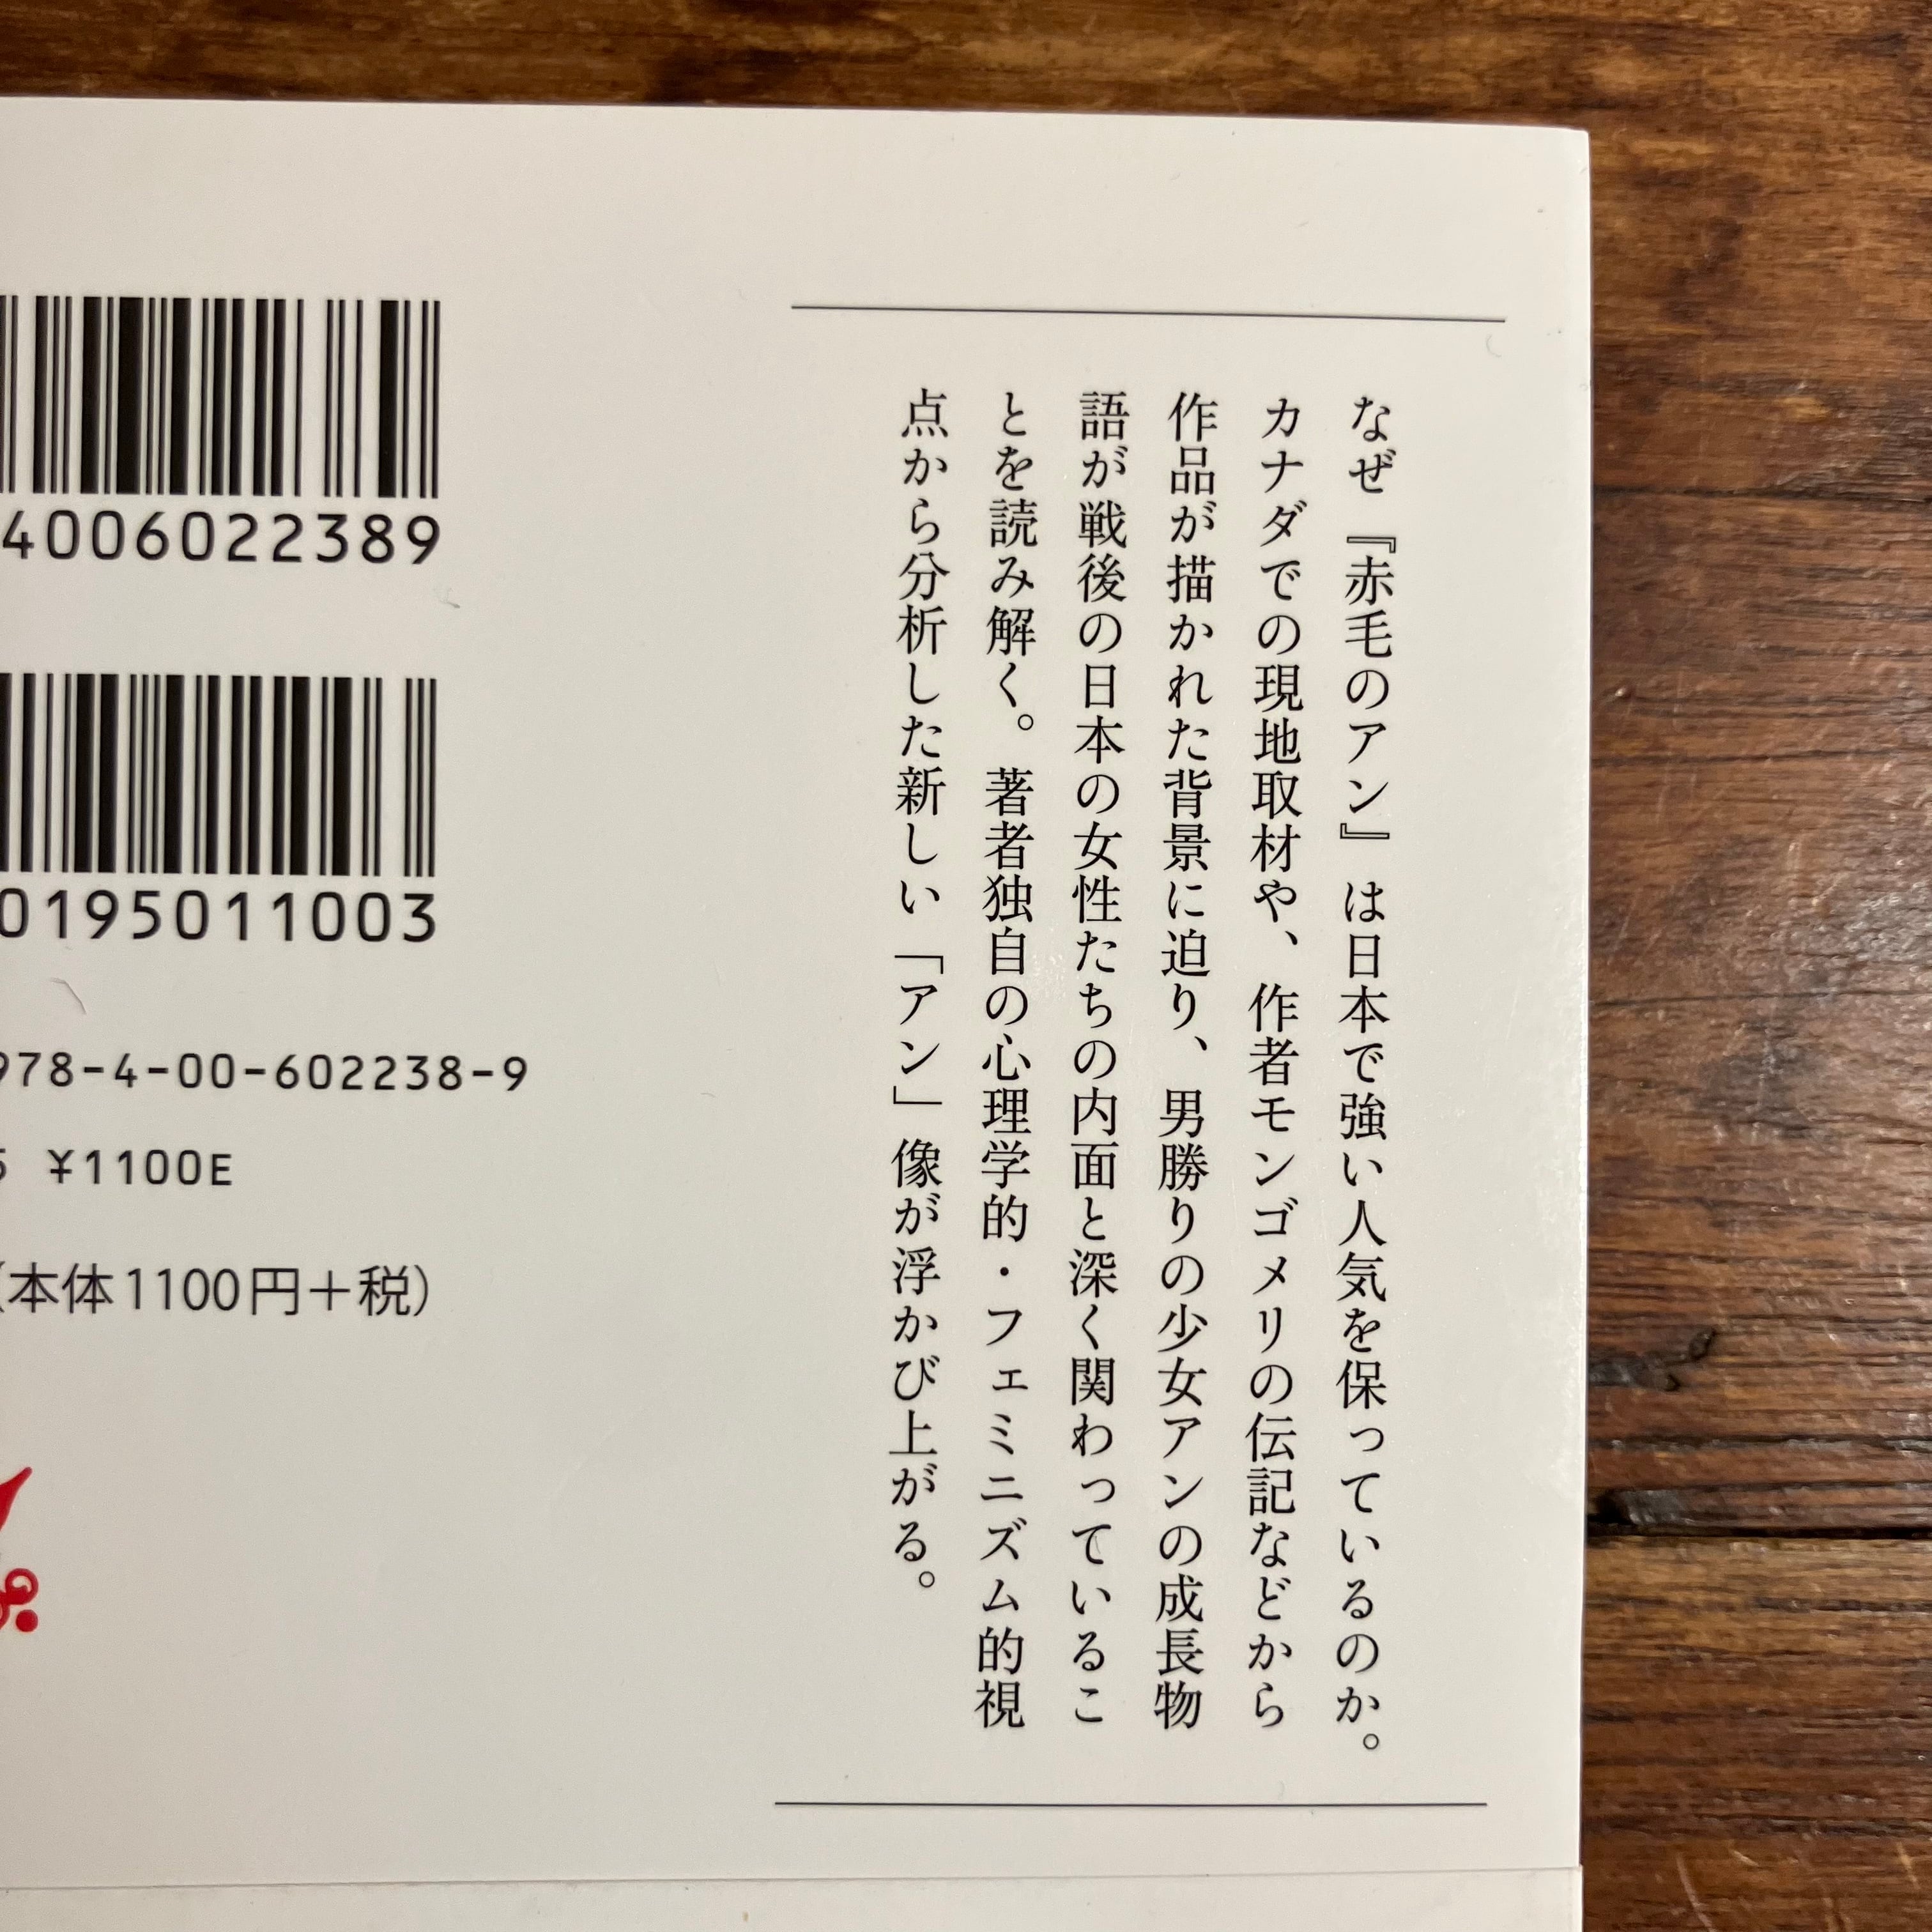 なぜ『赤毛のアン』は日本で強い人気を保っているのか。
カナダでの現地取材や、作者モンゴメリの伝記などから
作品が描かれた背景に迫り、男勝りの少女アンの成長物
語が戦後の日本の女性たちの内面と深く関わっているこ
とを読み解く。著者独自の心理学的・フェミニズム的視
点から分析した新しい「アン」像が浮かび上がる。
4006022389
0195011003
978-4-00-602238-9
¥1100E
(本体1100円+税)